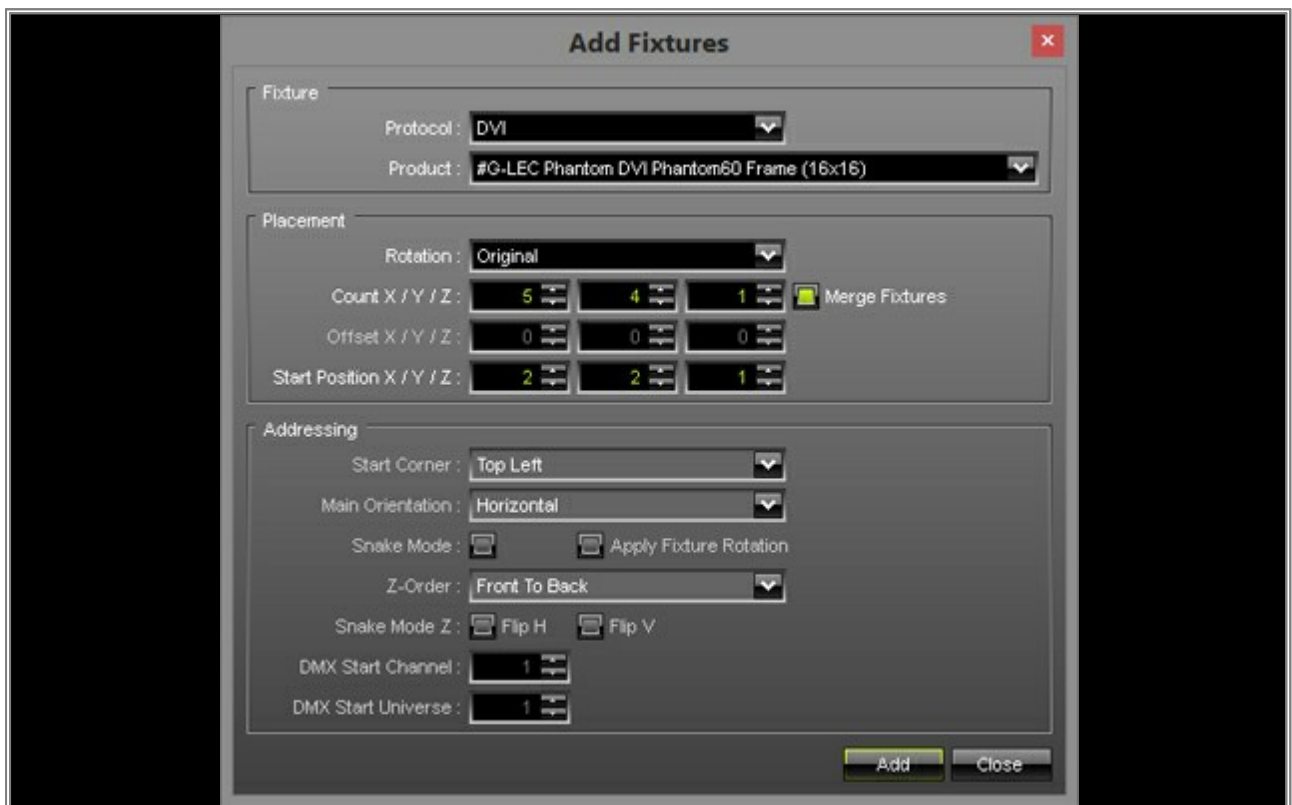 Add Fixtures
Fixture
Protocol : DVI
Product : #G-LEC Phantom DVI Phantom60 Frame (16x16)
Placement
Rotation : Original
Count X / Y / Z : 5 4 1 Merge Fixtures
Offset X / Y / Z : 0 0 0
Start Position X / Y / Z : 2 2 1
Addressing
Start Corner : Top Left
Main Orientation : Horizontal
Snake Mode : Apply Fixture Rotation
Z-Order : Front To Back
Snake Mode Z : Flip H Flip V
DMX Start Channel : 1
DMX Start Universe : 1
Add Close